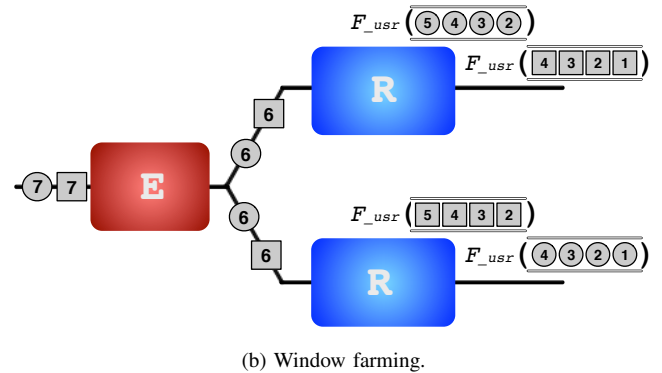 F_usr ( 5 4 3 2 )
F_usr ( 4 3 2 1 )
R
6
6
7 7 E
6
6
F_usr ( 5 4 3 2 )
F_usr ( 4 3 2 1 )
R
(b) Window farming.